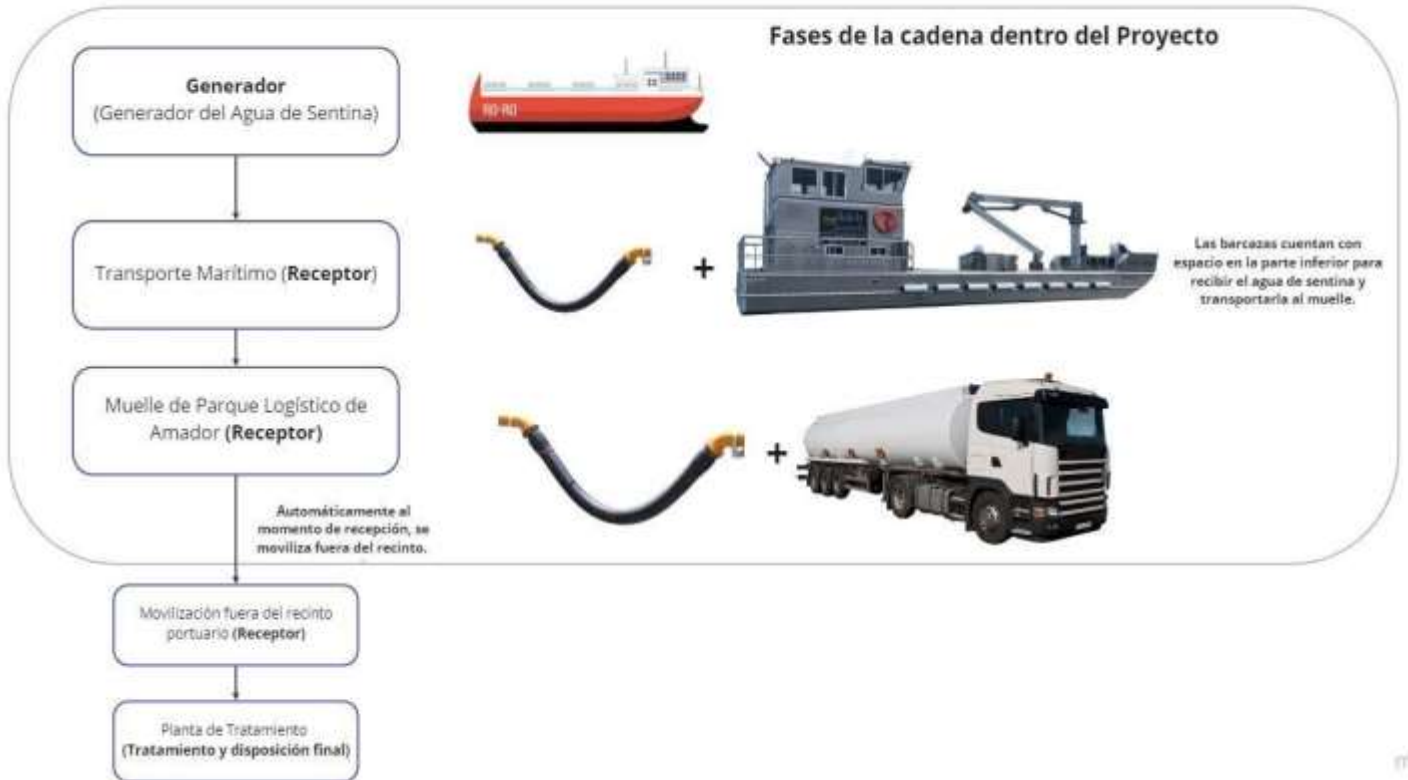 Fases de la cadena dentro del Proyecto
Generador
(Generador del Agua de Sentina)
RO-RO
Transporte Marítimo (Receptor)
Las barcazas cuentan con
espacio en la parte inferior para
recibir el agua de sentina y
transportarla al muelle.
Muelle de Parque Logístico de
Amador (Receptor)
Automáticamente al
momento de recepción, se
moviliza fuera del recinto.
Movilización fuera del recinto
portuario (Receptor)
Planta de Tratamiento
(Tratamiento y disposición final)